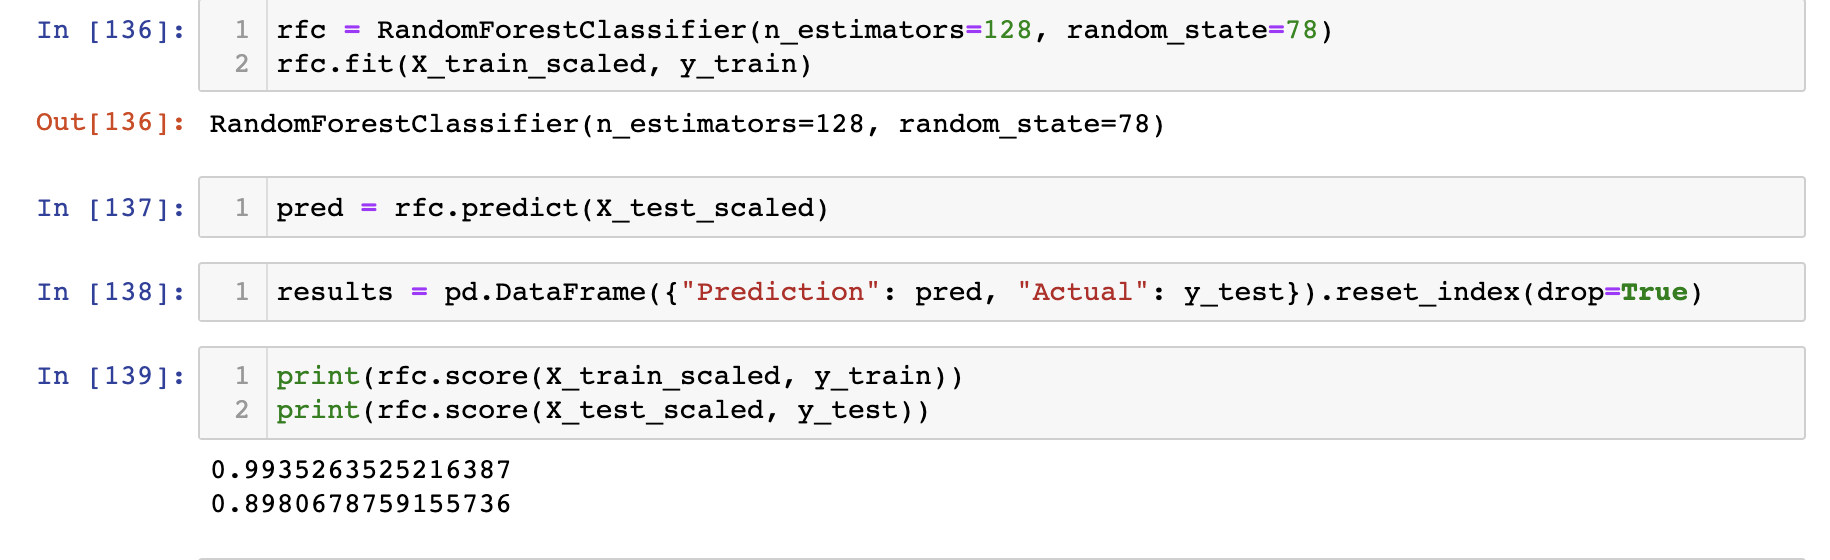 In [136]:
1 rfc = RandomForestClassifier(n_estimators=128, random_state=78)
2 rfc.fit(X_train_scaled, y_train)
Out[136]: RandomForestClassifier(n_estimators=128, random_state=78)
In [137]: 1 pred = rfc.predict(X_test_scaled)
In [138]: 1 results = pd.DataFrame({"Prediction": pred, "Actual": y_test}).reset_index(drop=True)
In [139]: 1 print(rfc.score(X_train_scaled, y_train))
2 print(rfc.score(X_test_scaled, y_test))
0.9935263525216387
0.8980678759155736